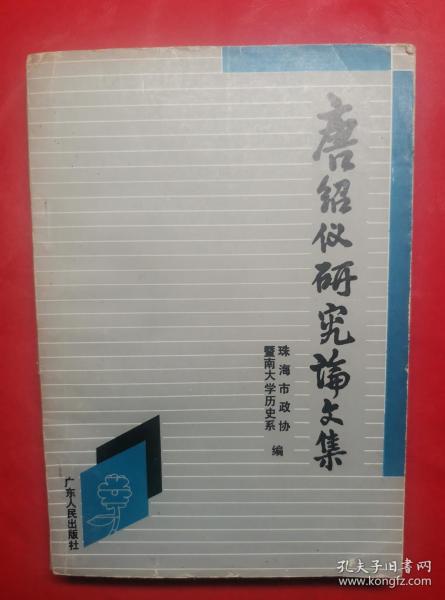 唐绍仪研究論文集
珠海市政协
暨南大学历史系
编
广东人民出版社
孔夫子旧书网
www.kongfz.com